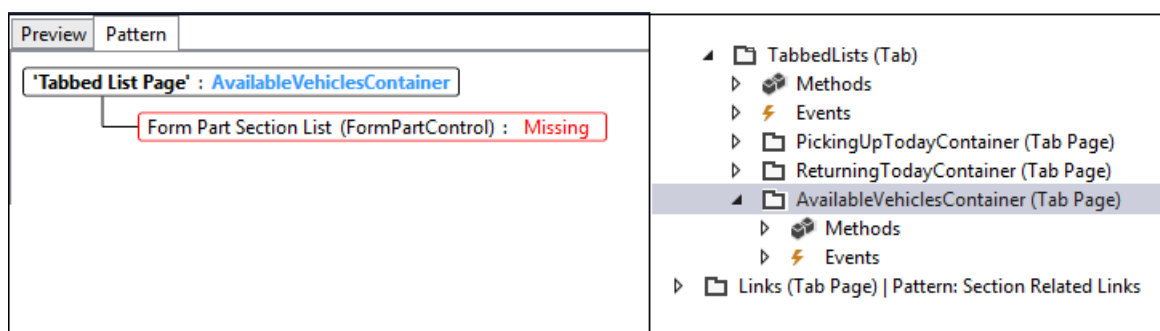 Preview Pattern
'Tabbed List Page' : AvailableVehiclesContainer
Form Part Section List (FormPartControl) : Missing
TabbedLists (Tab)
Methods
Events
PickingUpTodayContainer (Tab Page)
ReturningTodayContainer (Tab Page)
AvailableVehiclesContainer (Tab Page)
Methods
Events
Links (Tab Page) | Pattern: Section Related Links